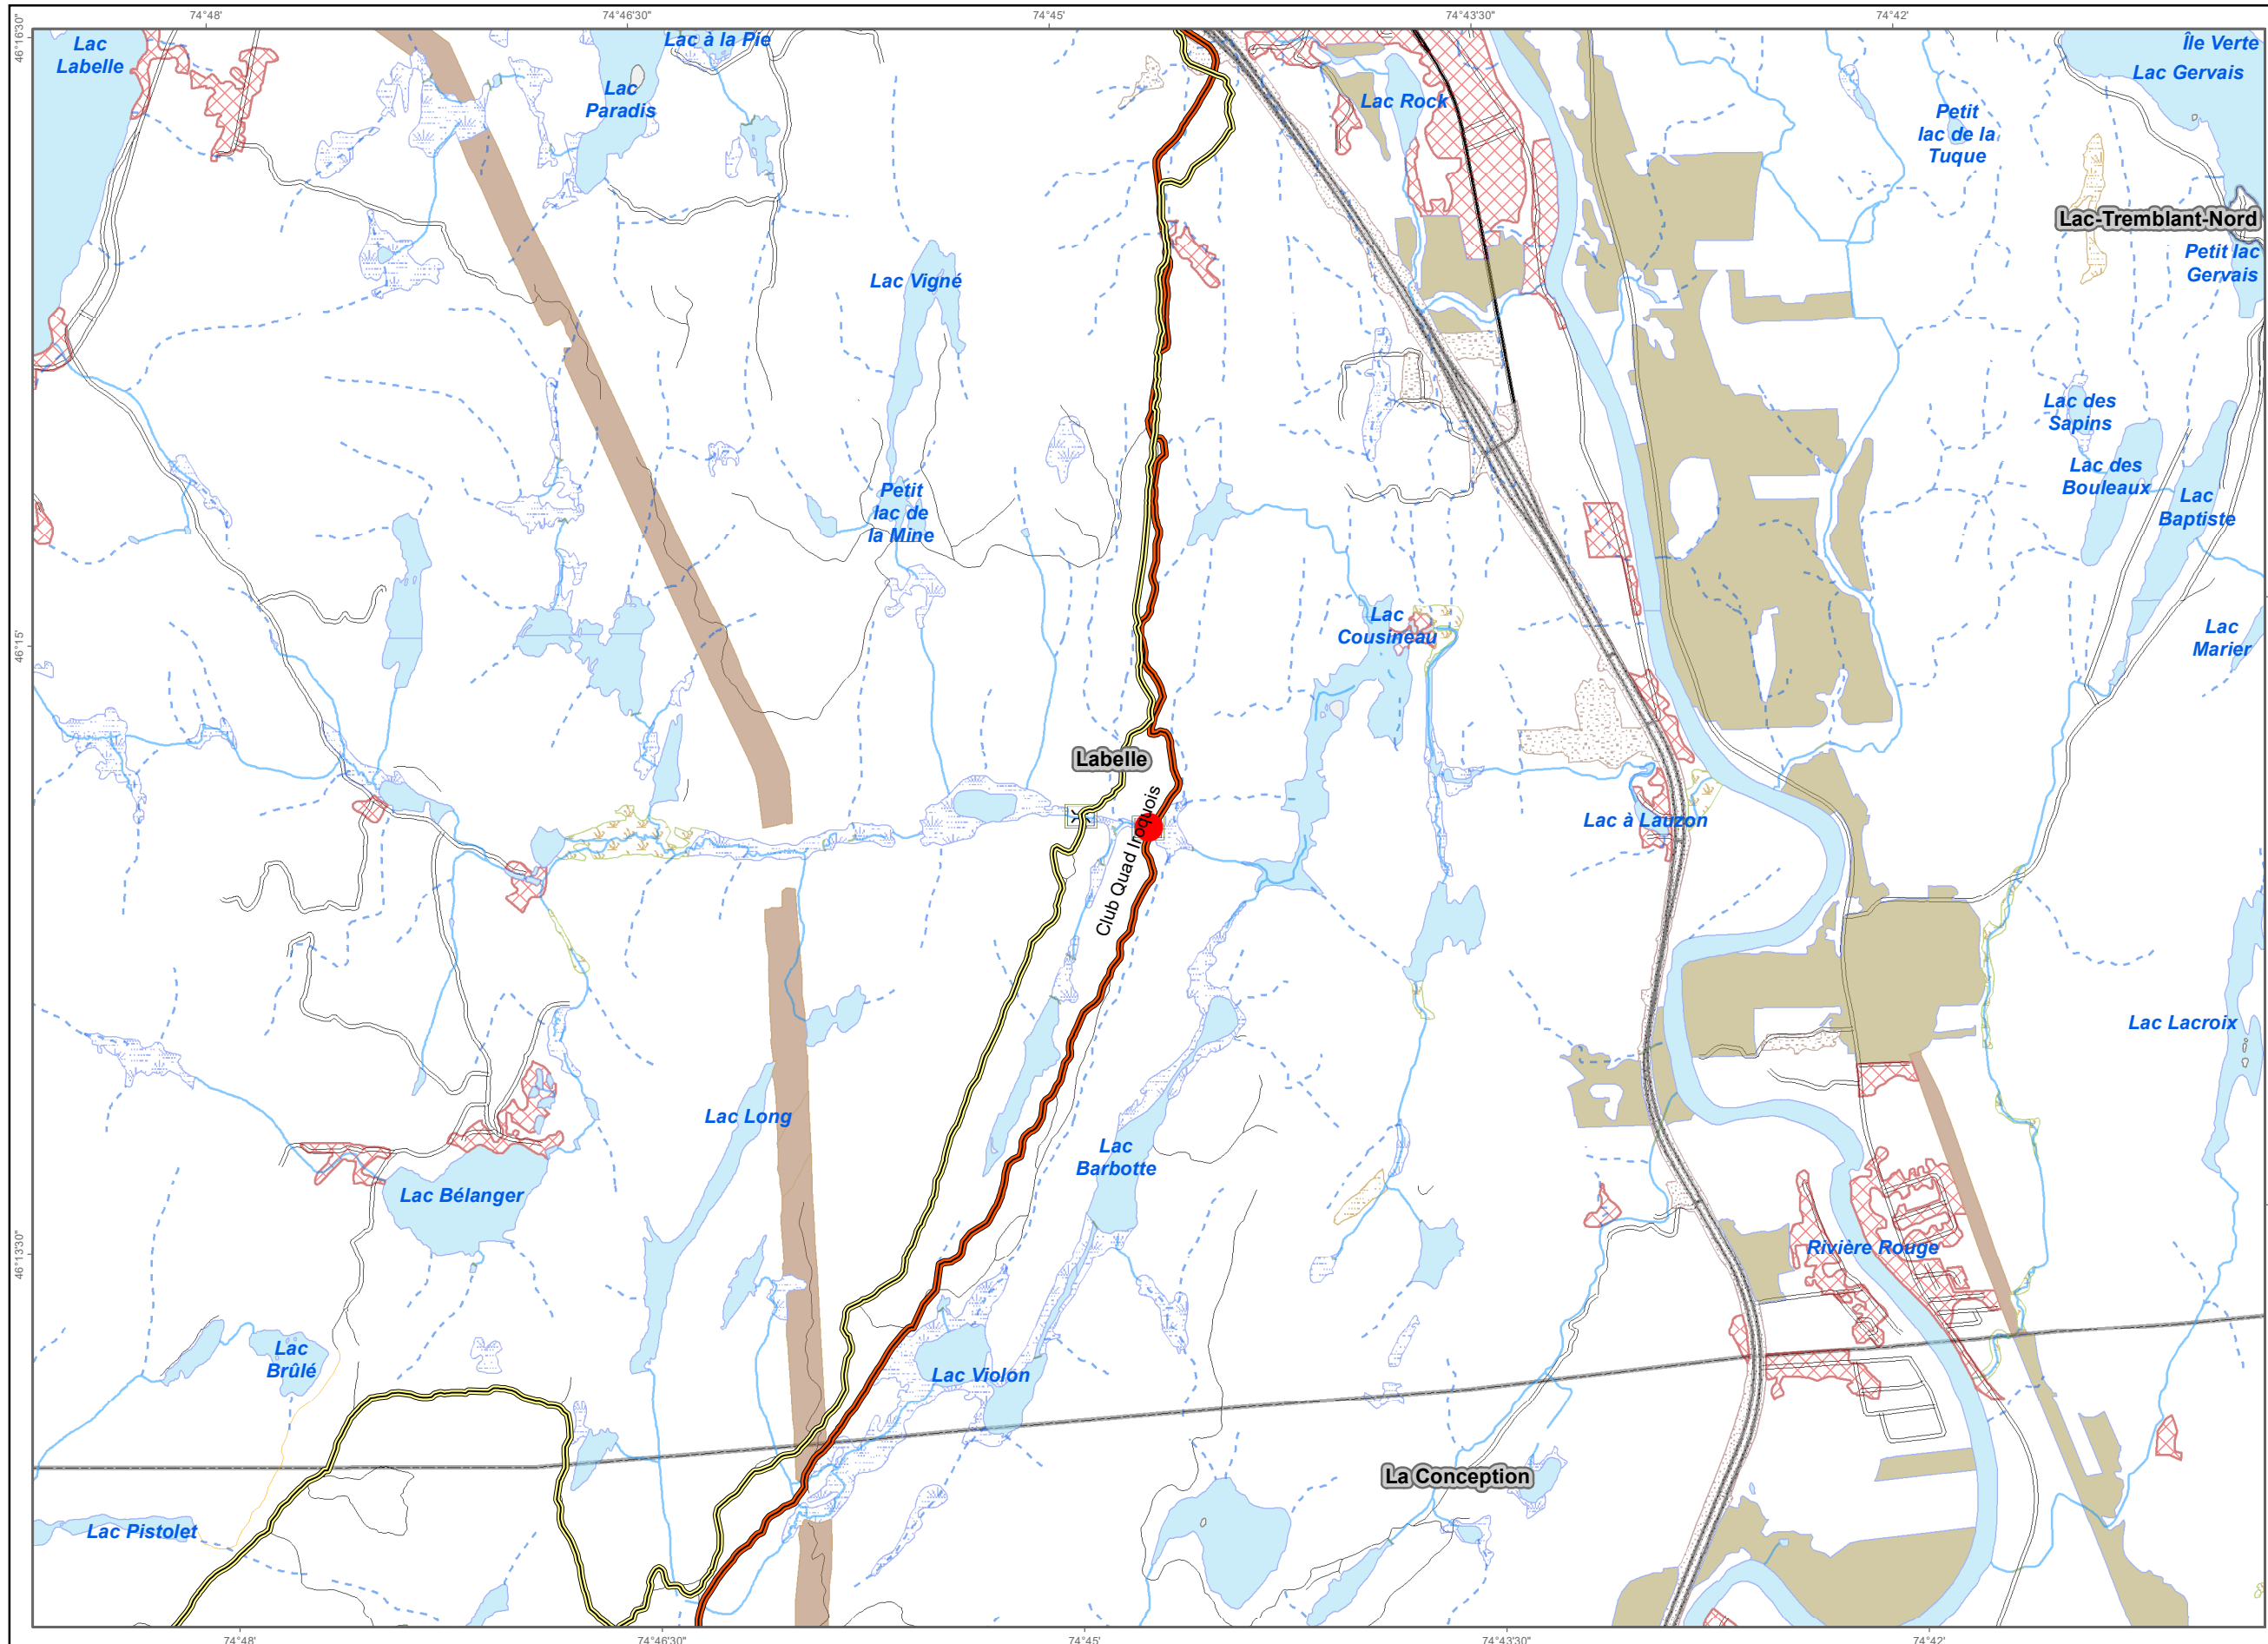 74°48'
74°46'30"
74°45'
74°43'30"
74°42'
46°16'30"
Lac
Labelle
Lac à la Pie
Lac
Paradis
Lac Rock
Île Verte
Lac Gervais
Petit
lac de la
Tuque
Lac-Tremblant-Nord
Petit lac
Gervais
Lac Vigné
Lac des
Sapins
Lac des
Bouleaux
Lac
Baptiste
Petit
lac de
la Mine
46°15'
Lac
Cousineau
Lac
Marier
Labelle
Club Quad Iroquois
Lac à Lauzon
Lac Lacroix
Lac Long
Lac
Barbotte
Lac Bélanger
46°13'30"
Rivière Rouge
Lac
Brûlé
Lac Violon
La Conception
Lac Pistolet
74°48'
74°46'30"
74°45'
74°43'30"
74°42'